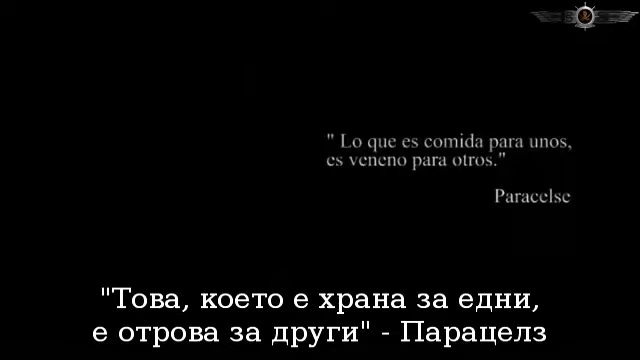 " Lo que es comida para unos,
es veneno para otros."
Paracelse
"Това, което е храна за едни,
е отрова за други" - Парацелз